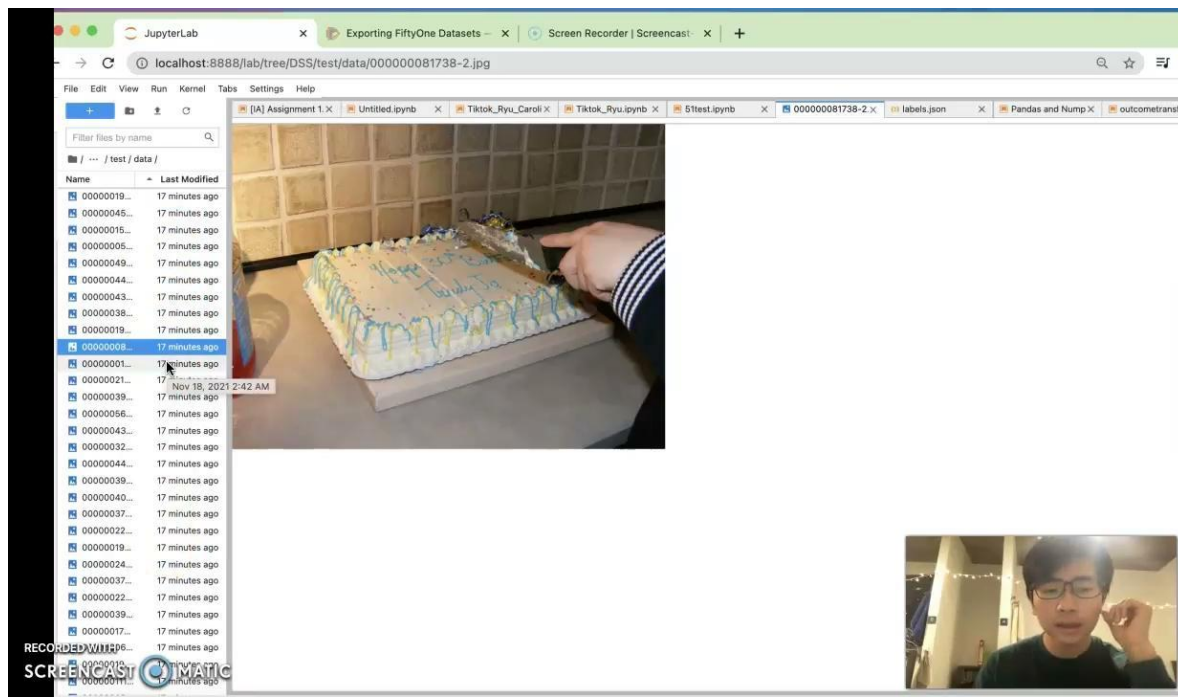 JupyterLab
Exporting FiftyOne Datasets —
Screen Recorder | Screencast-
localhost:8888/lab/tree/DSS/test/data/000000081738-2.jpg
File Edit View Run Kernel Tabs Settings Help
[IA] Assignment 1. Untitled.ipynb Tiktok_Ryu_Caroli Tiktok_Ryu.ipynb 51test.ipynb 000000081738-2. labels.json Pandas and Nump outcometransf
Filter files by name
/ ··· / test / data /
Name Last Modified
00000019... 17 minutes ago
00000045... 17 minutes ago
00000015... 17 minutes ago
00000005... 17 minutes ago
00000049... 17 minutes ago
00000044... 17 minutes ago
00000043... 17 minutes ago
00000038... 17 minutes ago
00000019... 17 minutes ago
00000008... 17 minutes ago
00000001... 17 minutes ago
00000021... 17
Nov 18, 2021 2:42 AM
00000039... 17 minutes ago
00000056... 17 minutes ago
00000043... 17 minutes ago
00000032... 17 minutes ago
00000044... 17 minutes ago
00000039... 17 minutes ago
00000040... 17 minutes ago
00000037... 17 minutes ago
00000022... 17 minutes ago
00000019... 17 minutes ago
00000024... 17 minutes ago
00000037... 17 minutes ago
00000022... 17 minutes ago
00000039... 17 minutes ago
00000017... 17 minutes ago
17 minutes ago
RECORDED WITH
SCREENCAST MATIC